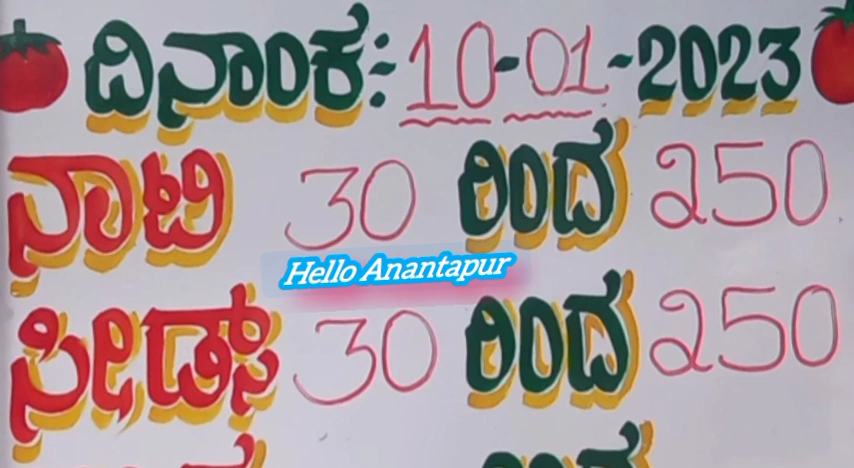 ದಿನಾಂಕ:-10-01-2023
ನಾಟಿ 30 ರಿಂದ 250
Hello Anantapur
ಸೀಡ್ಸ್ 30 ರಿಂದ 250